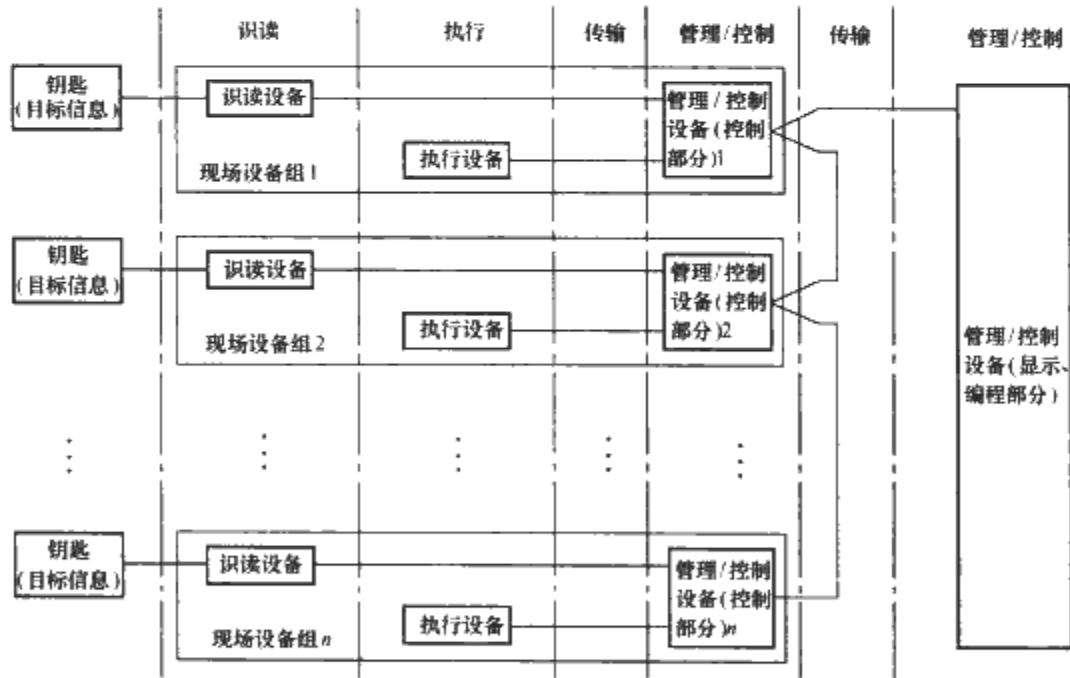 识读
执行
传输
管理/控制
传输
管理/控制
钥匙
(目标信息)
识读设备
执行设备
现场设备组1
管理/控制
设备(控制
部分)1
钥匙
(目标信息)
识读设备
执行设备
现场设备组2
管理/控制
设备(控制
部分)2
管理/控制
设备(显示、
编程部分)
钥匙
(目标信息)
识读设备
执行设备
现场设备组n
管理/控制
设备(控制
部分)n